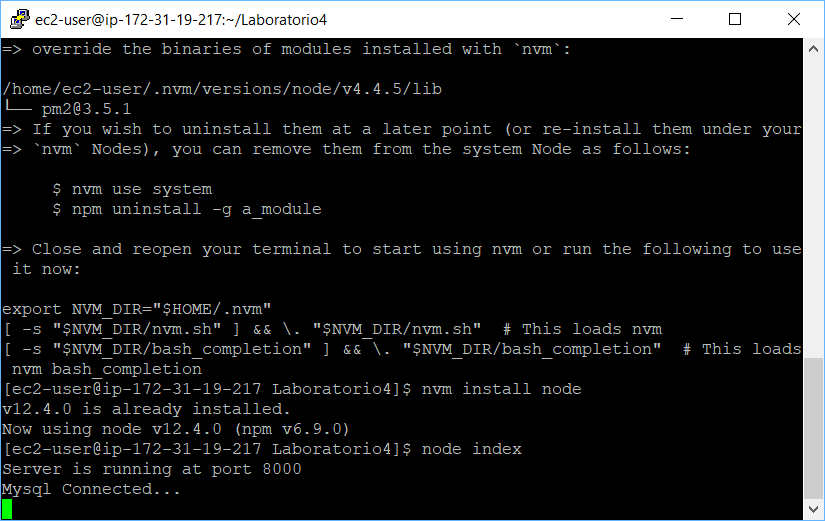 ec2-user@ip-172-31-19-217:~/Laboratorio4
=> override the binaries of modules installed with `nvm`:
/home/ec2-user/.nvm/versions/node/v4.4.5/lib
└── pm2@3.5.1
=> If you wish to uninstall them at a later point (or re-install them under your
=> `nvm` Nodes), you can remove them from the system Node as follows:
$ nvm use system
$ npm uninstall -g a_module
=> Close and reopen your terminal to start using nvm or run the following to use
it now:
export NVM_DIR="$HOME/.nvm"
[ -s "$NVM_DIR/nvm.sh" ] && \. "$NVM_DIR/nvm.sh"  # This loads nvm
[ -s "$NVM_DIR/bash_completion" ] && \. "$NVM_DIR/bash_completion"  # This loads
nvm bash_completion
[ec2-user@ip-172-31-19-217 Laboratorio4]$ nvm install node
v12.4.0 is already installed.
Now using node v12.4.0 (npm v6.9.0)
[ec2-user@ip-172-31-19-217 Laboratorio4]$ node index
Server is running at port 8000
Mysql Connected...